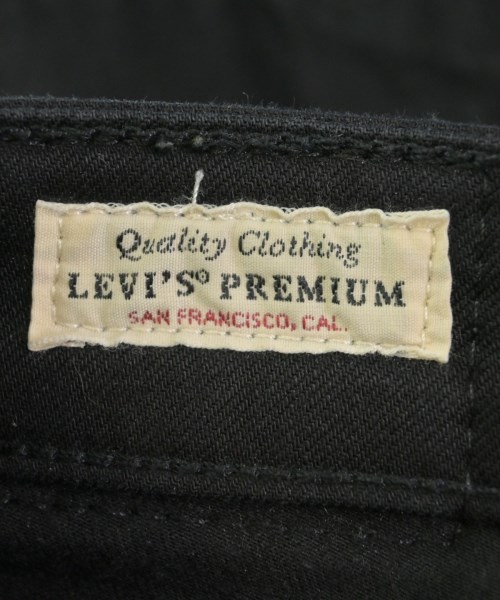 Quality Clothing
LEVI'S® PREMIUM
SAN FRANCISCO, CAL.